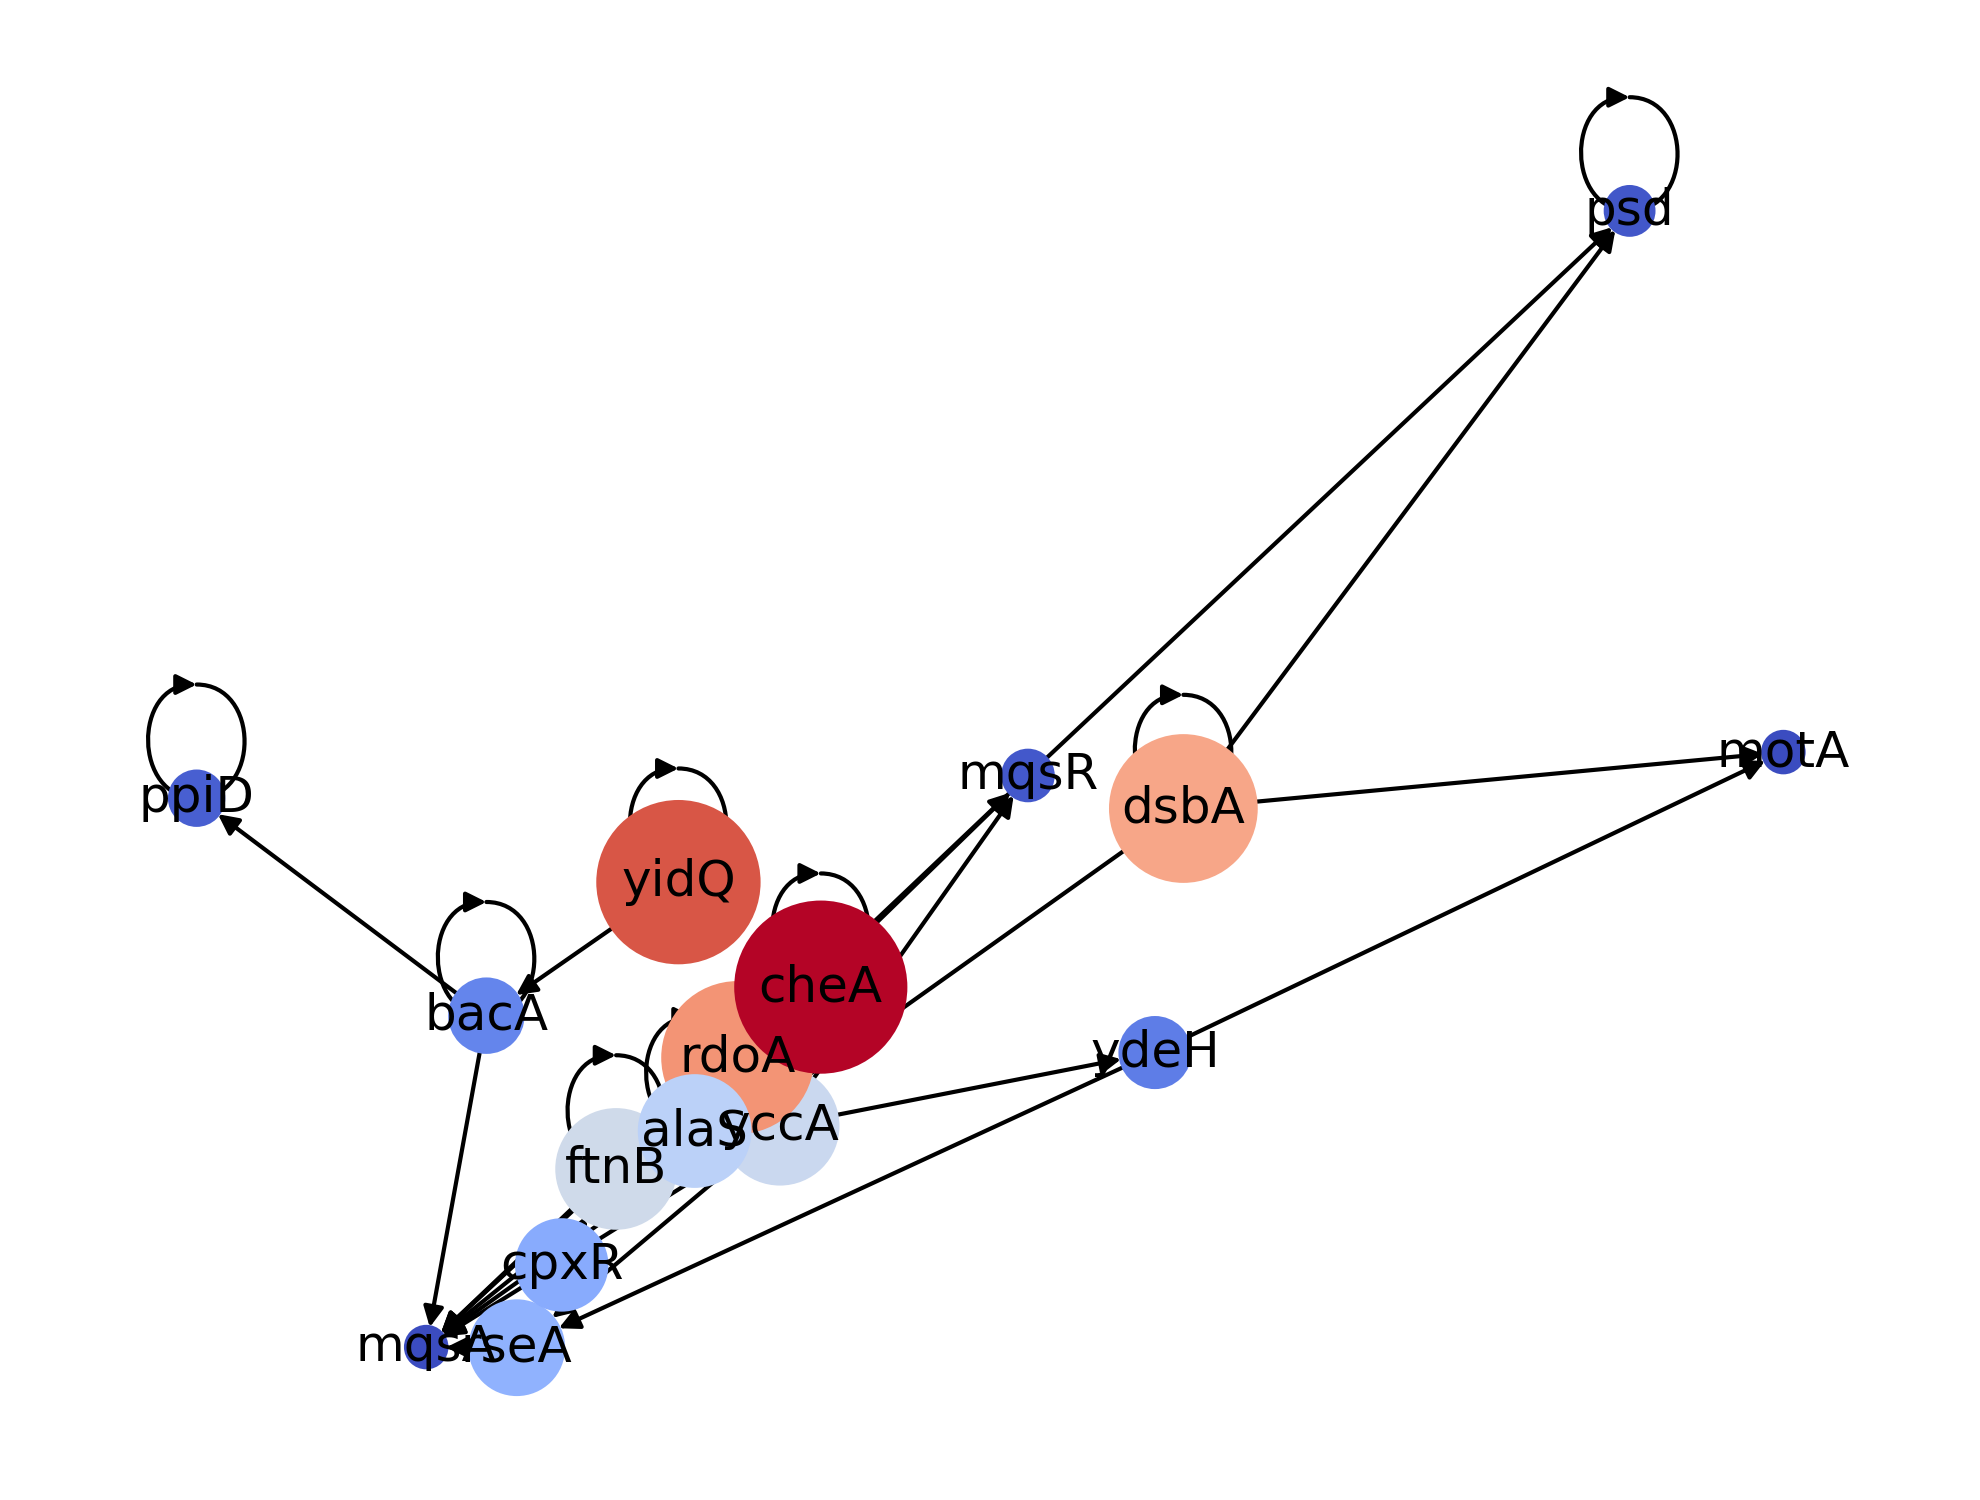 psd
mqsR
motA
ppiD
dsbA
yidQ
cheA
bacA
rdoA
ydeH
alaS
yccA
ftnB
cpxR
mqsA
rseA